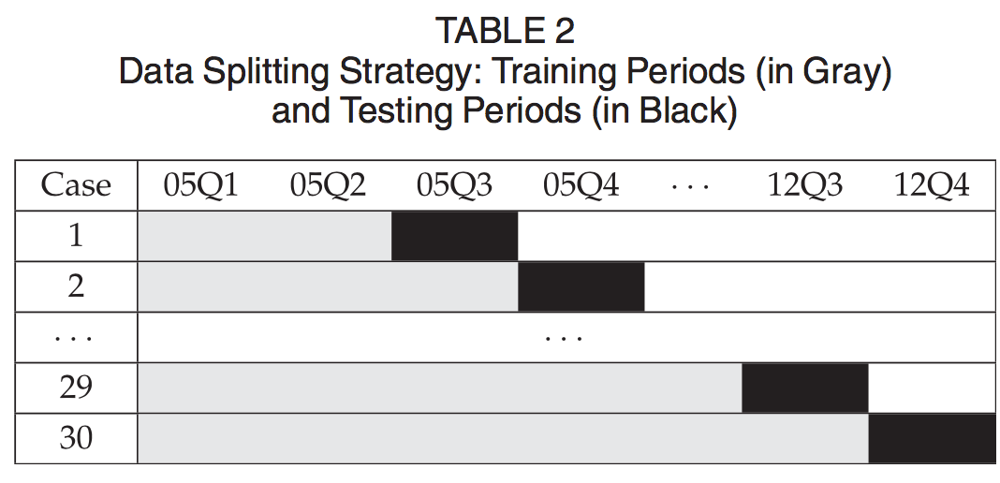 TABLE 2
Data Splitting Strategy: Training Periods (in Gray)
and Testing Periods (in Black)
Case 05Q1 05Q2 05Q3 05Q4 · · · 12Q3 12Q4
1
2
· · · · · ·
29
30